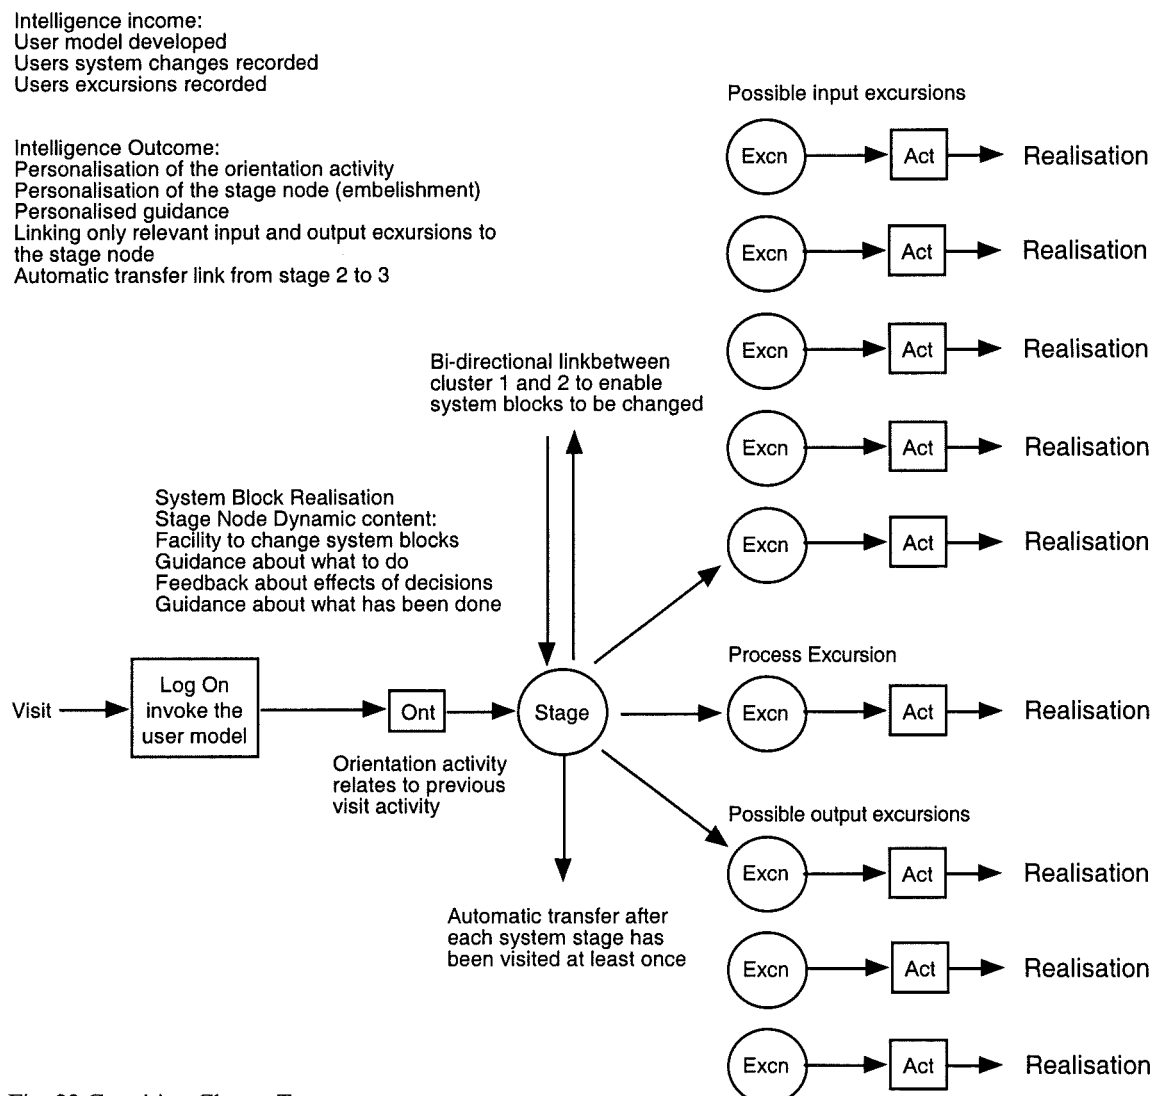 Intelligence income:
User model developed
Users system changes recorded
Users excursions recorded
Intelligence Outcome:
Personalisation of the orientation activity
Personalisation of the stage node (embelishment)
Personalised guidance
Linking only relevant input and output ecxursions to
the stage node
Automatic transfer link from stage 2 to 3
Bi-directional linkbetween
cluster 1 and 2 to enable
system blocks to be changed
System Block Realisation
Stage Node Dynamic content:
Facility to change system blocks
Guidance about what to do
Feedback about effects of decisions
Guidance about what has been done
Visit
Log On
invoke the
user model
Ont
Orientation activity
relates to previous
visit activity
Stage
Automatic transfer after
each system stage has
been visited at least once
Possible input excursions
Excn Act Realisation
Excn Act Realisation
Excn Act Realisation
Excn Act Realisation
Excn Act Realisation
Process Excursion
Excn Act Realisation
Possible output excursions
Excn Act Realisation
Excn Act Realisation
Excn Act Realisation